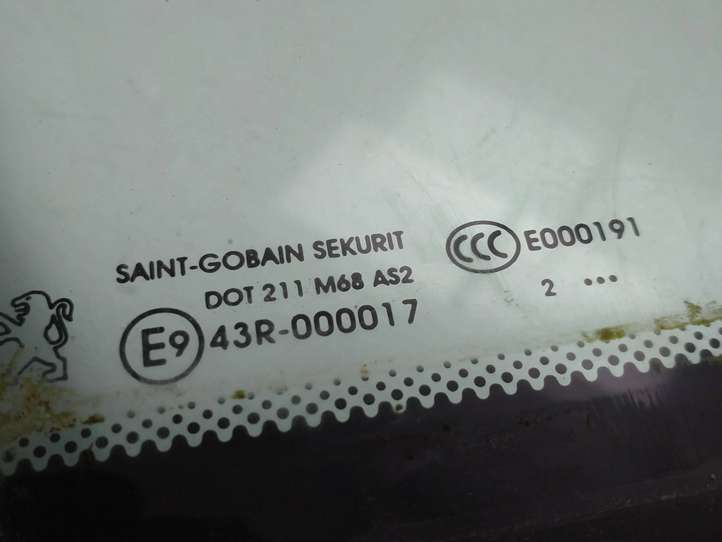 SAINT-GOBAIN SEKURIT
DOT 211 M68 AS2
E9 43R-000017
CCC E000191
2 •••